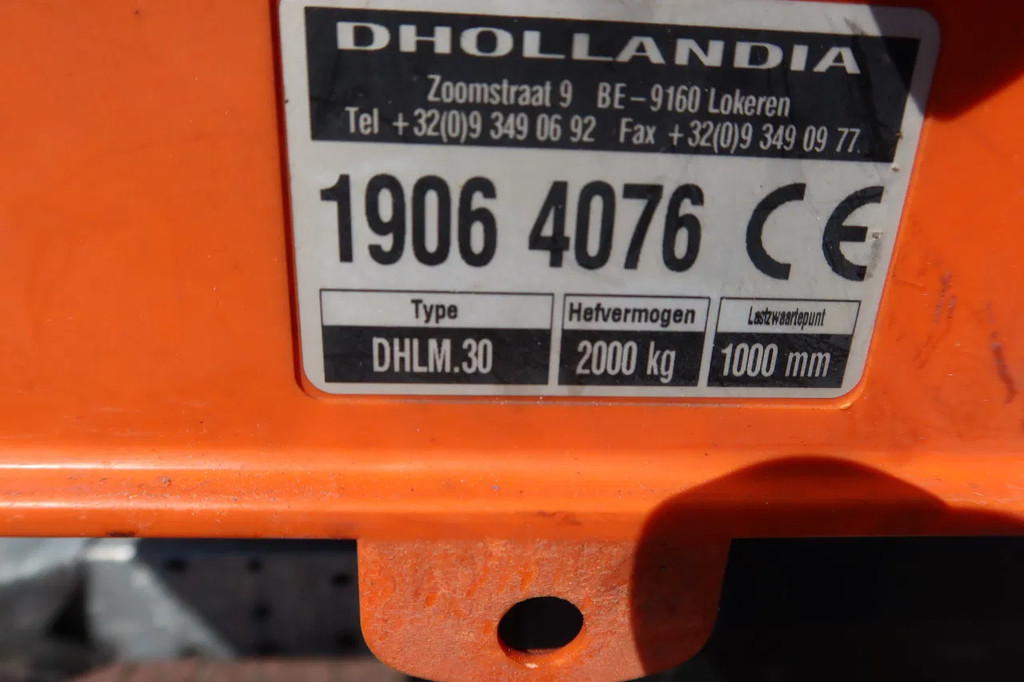 DHOLLANDIA
Zoomstraat 9 BE-9160 Lokeren
Tel +32(0)9 349 06 92 Fax +32(0)9 349 09 77
1906 4076 CE
Type Hefvermogen Lastzwaartepunt
DHLM.30 2000 kg 1000 mm